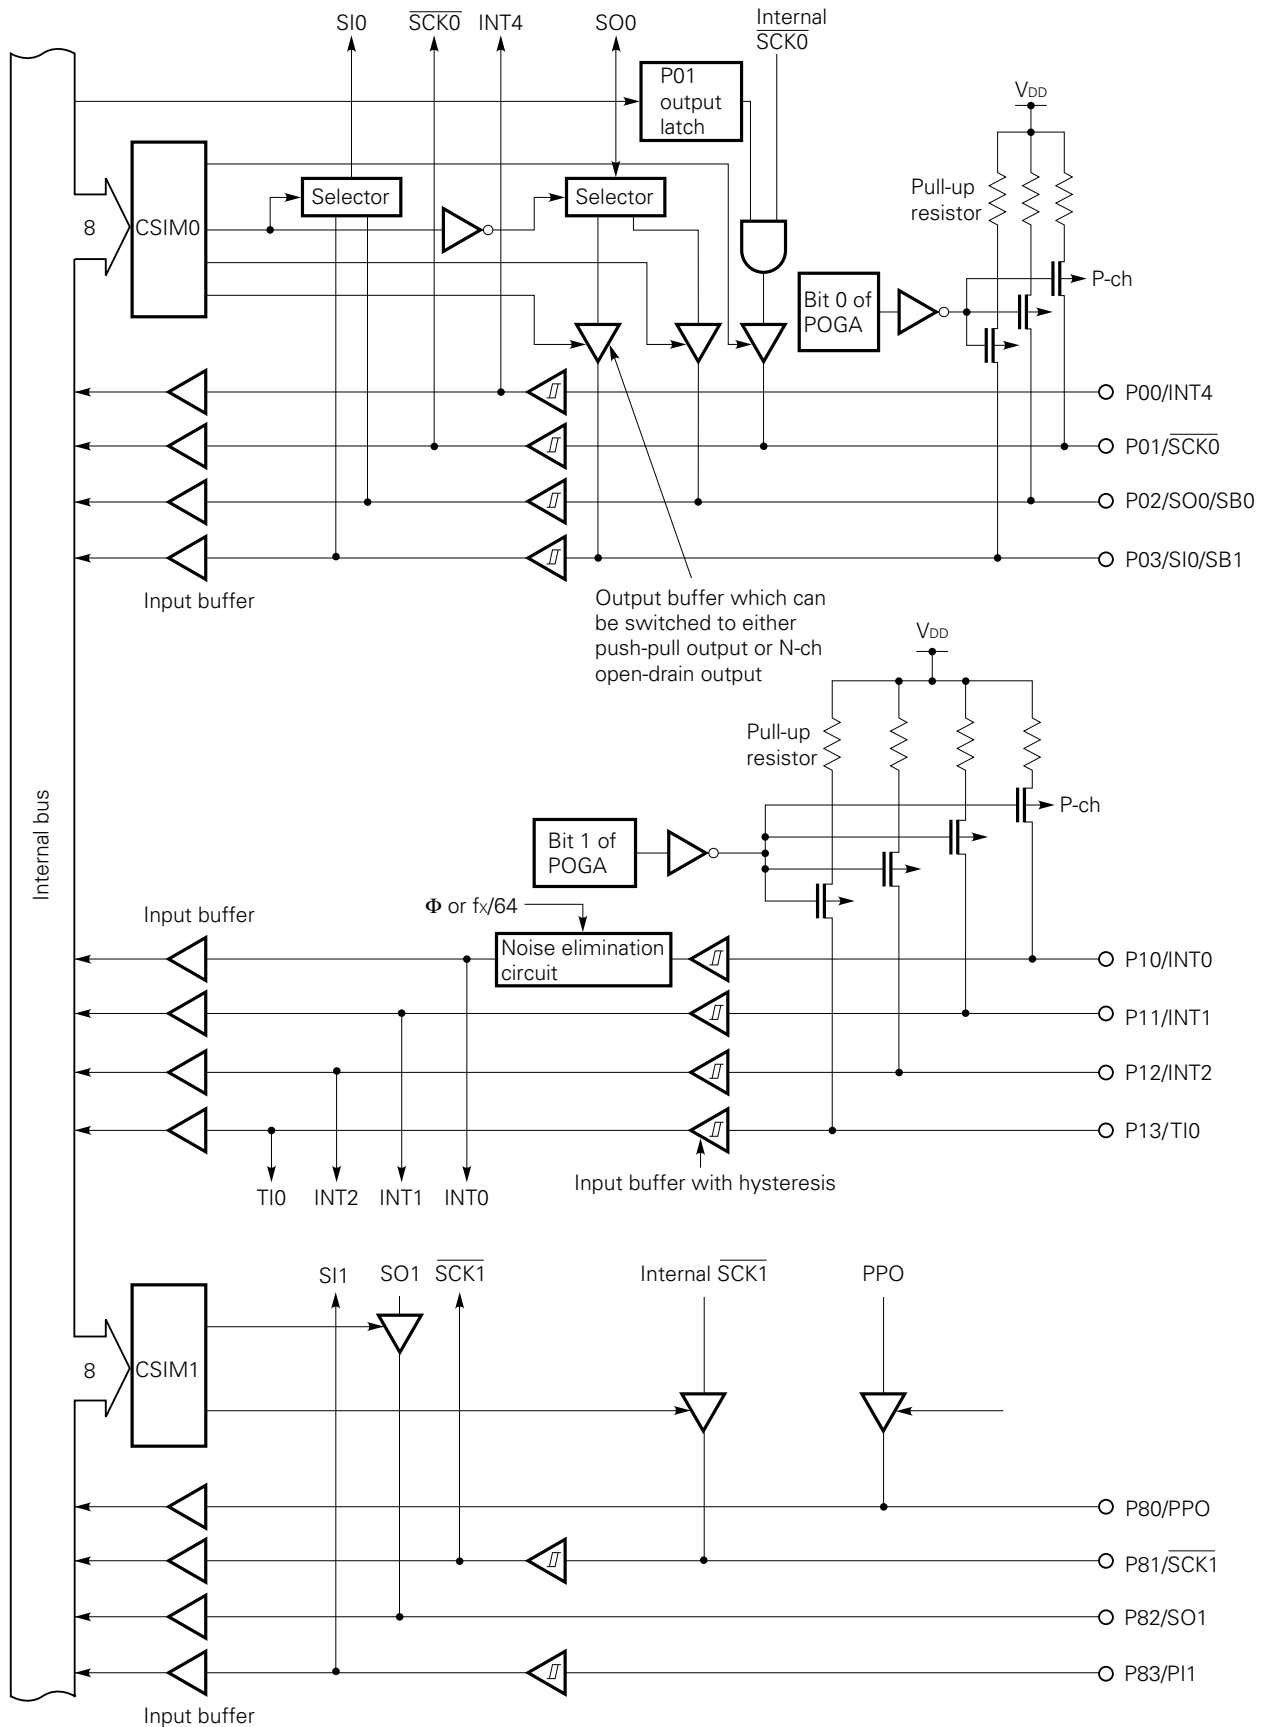 SI0 SCK0 INT4 SO0 Internal
SCK0
P01
output
latch
VDD
Pull-up
resistor
Selector
Selector
8
CSIM0
P-ch
Bit 0 of
POGA
P00/INT4
P01/SCK0
P02/SO0/SB0
P03/SI0/SB1
Input buffer
Output buffer which can
be switched to either
push-pull output or N-ch
open-drain output
VDD
Pull-up
resistor
P-ch
Internal bus
Bit 1 of
POGA
Φ or fX/64
Input buffer
Noise elimination
circuit
P10/INT0
P11/INT1
P12/INT2
P13/TI0
Input buffer with hysteresis
TI0 INT2 INT1 INT0
SI1 SO1 SCK1 Internal SCK1 PPO
8
CSIM1
P80/PPO
P81/SCK1
P82/SO1
P83/PI1
Input buffer